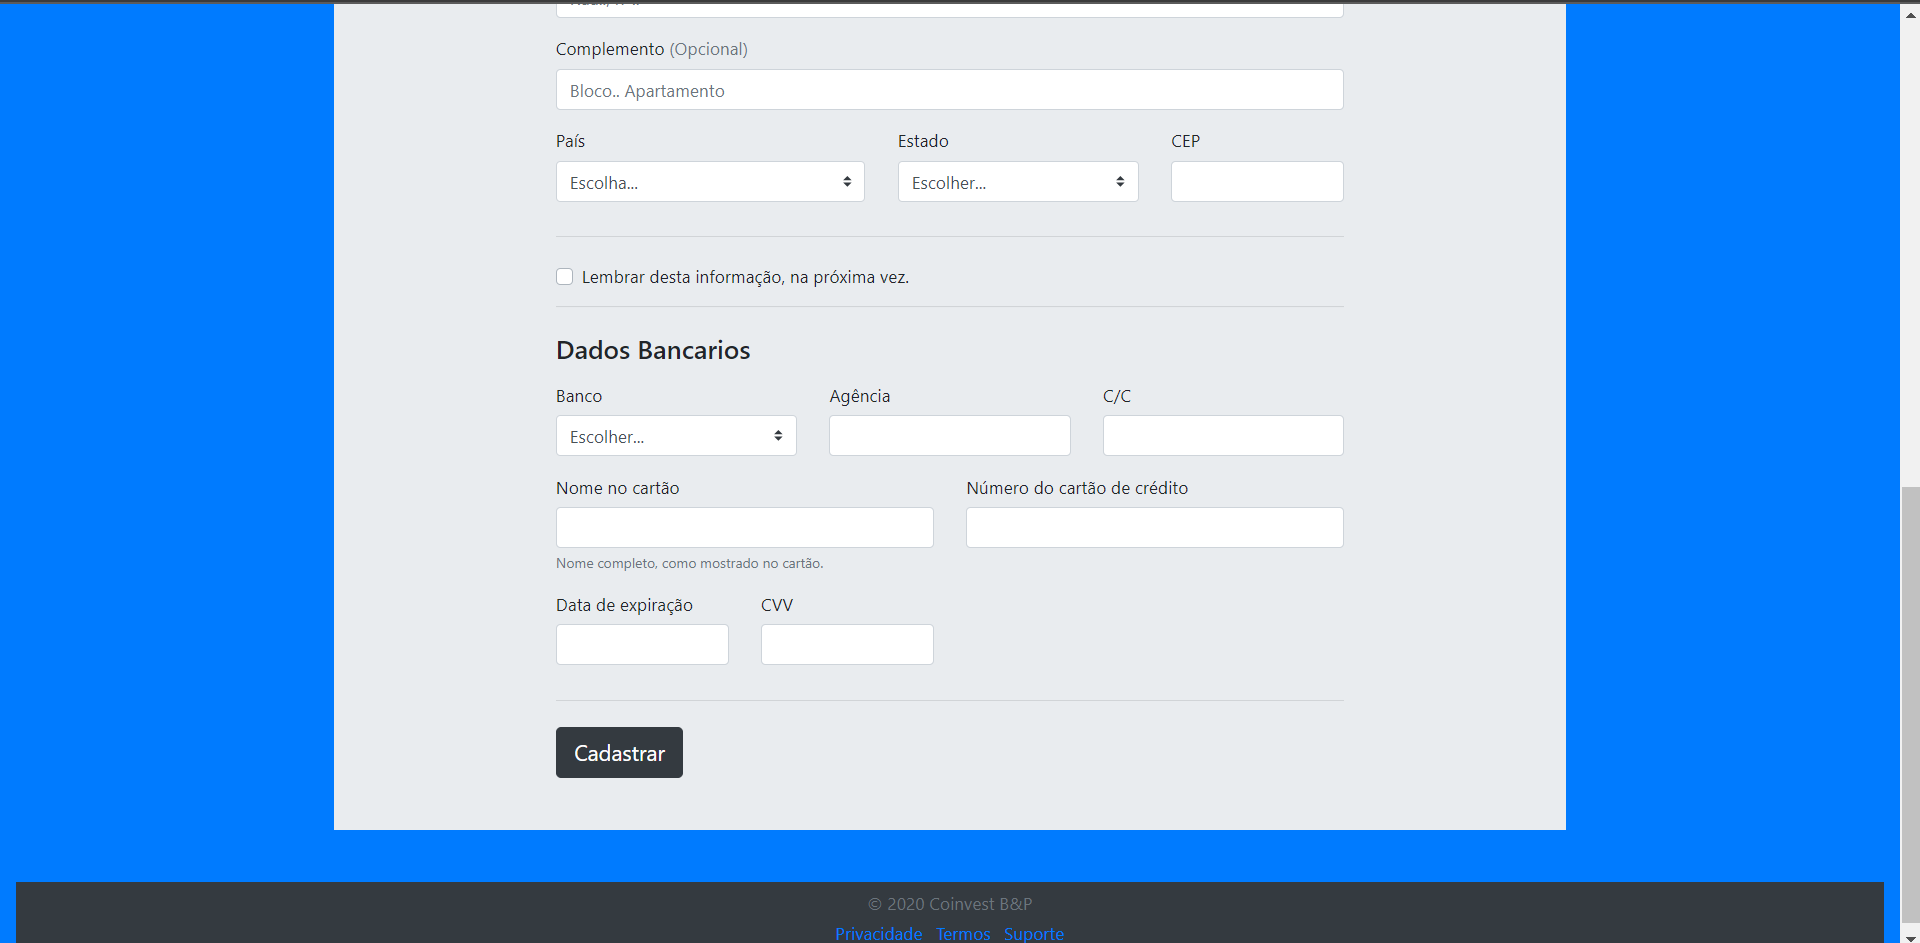 Complemento (Opcional)
Bloco.. Apartamento
País Estado CEP
Escolha... Escolher...
Lembrar desta informação, na próxima vez.
Dados Bancarios
Banco Agência C/C
Escolher...
Nome no cartão Número do cartão de crédito
Nome completo, como mostrado no cartão.
Data de expiração CVV
Cadastrar
© 2020 Coinvest B&P
Privacidade Termos Suporte